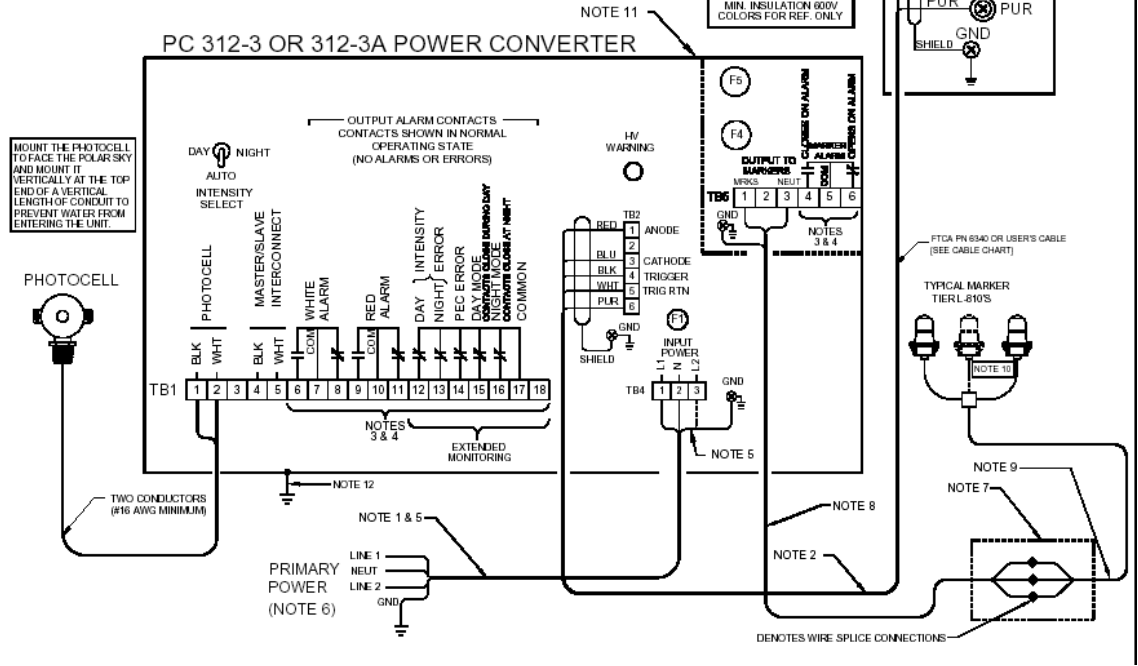 NOTE 11
MIN. INSULATION 600V
COLORS FOR REF. ONLY
PUR
PUR
GND
SHIELD
PC 312-3 OR 312-3A POWER CONVERTER
MOUNT THE PHOTOCELL
TO FACE THE POLAR SKY
AND MOUNT IT
VERTICALLY AT THE TOP
END OF A VERTICAL
LENGTH OF CONDUIT TO
PREVENT WATER FROM
ENTERING THE UNIT.
DAY
NIGHT
AUTO
INTENSITY
SELECT
OUTPUT ALARM CONTACTS
CONTACTS SHOWN IN NORMAL
OPERATING STATE
(NO ALARMS OR ERRORS)
HV
WARNING
F5
F4
CLOSES ON ALARM
MARKER
ALARM
COM
OPENS ON ALARM
OUTPUT TO
MARKERS
MRKS
NEUT
TB6
1 2 3 4 5 6
GND
NOTES
3 & 4
TB2
RED
1
ANODE
2
BLU
3
CATHODE
BLK
4
TRIGGER
WHT
5
TRIG RTN
PUR
6
GND
SHIELD
F1
INPUT
POWER
L1
N
L2
TB4
1 2 3
GND
NOTE 5
PHOTOCELL
PHOTOCELL
BLK
WHT
MASTER/SLAVE
INTERCONNECT
BLK
WHT
WHITE
ALARM
COM
RED
ALARM
COM
DAY
NIGHT
INTENSITY
ERROR
PEC ERROR
DAY MODE
CONTACTS CLOSE DURING DAY
NIGHT MODE
CONTACTS CLOSE AT NIGHT
COMMON
TB1
1 2 3 4 5 6 7 8 9 10 11 12 13 14 15 16 17 18
NOTES
3 & 4
EXTENDED
MONITORING
NOTE 12
TWO CONDUCTORS
(#16 AWG MINIMUM)
NOTE 1 & 5
PRIMARY
POWER
(NOTE 6)
LINE 1
NEUT
LINE 2
GND
NOTE 8
NOTE 2
FTCA PN 6340 OR USER'S CABLE
(SEE CABLE CHART)
TYPICAL MARKER
TIER L-810'S
NOTE 10
NOTE 9
NOTE 7
DENOTES WIRE SPLICE CONNECTIONS